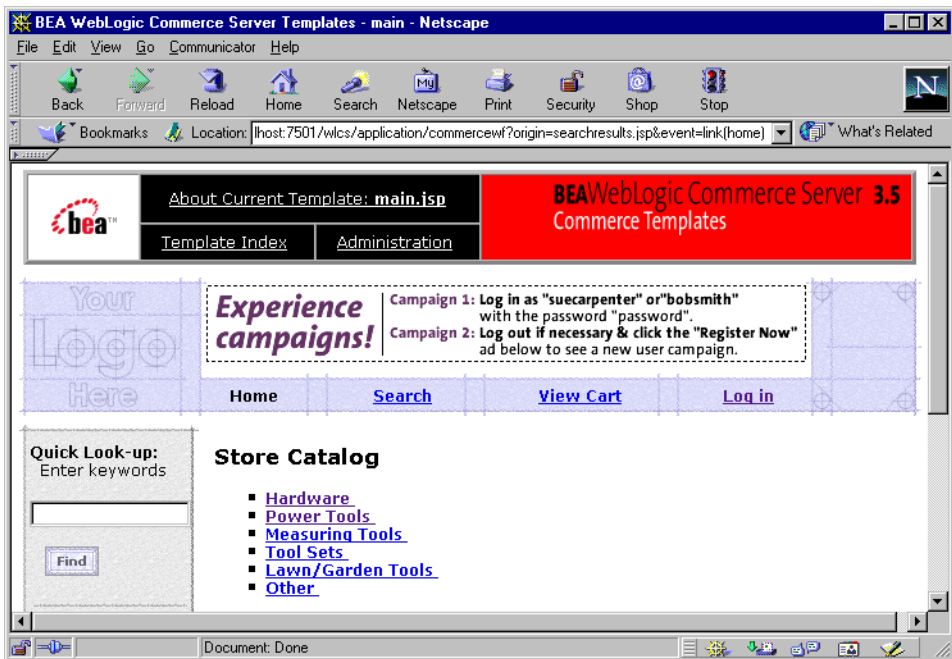 BEA WebLogic Commerce Server Templates - main - Netscape
File Edit View Go Communicator Help
Back Forward Reload Home Search Netscape Print Security Shop Stop
My
N
Bookmarks Location: lhost:7501/wlcs/application/commercewf?origin=searchresults.jsp&event=link(home) What's Related
bea™
About Current Template: main.jsp
Template Index Administration
BEAWebLogic Commerce Server 3.5
Commerce Templates
Your
Logo
Here
Experience
campaigns!
Campaign 1: Log in as "suecarpenter" or"bobsmith"
with the password "password".
Campaign 2: Log out if necessary & click the "Register Now"
ad below to see a new user campaign.
Home Search View Cart Log in
Quick Look-up:
Enter keywords
Find
Store Catalog
Hardware
Power Tools
Measuring Tools
Tool Sets
Lawn/Garden Tools
Other
Document: Done